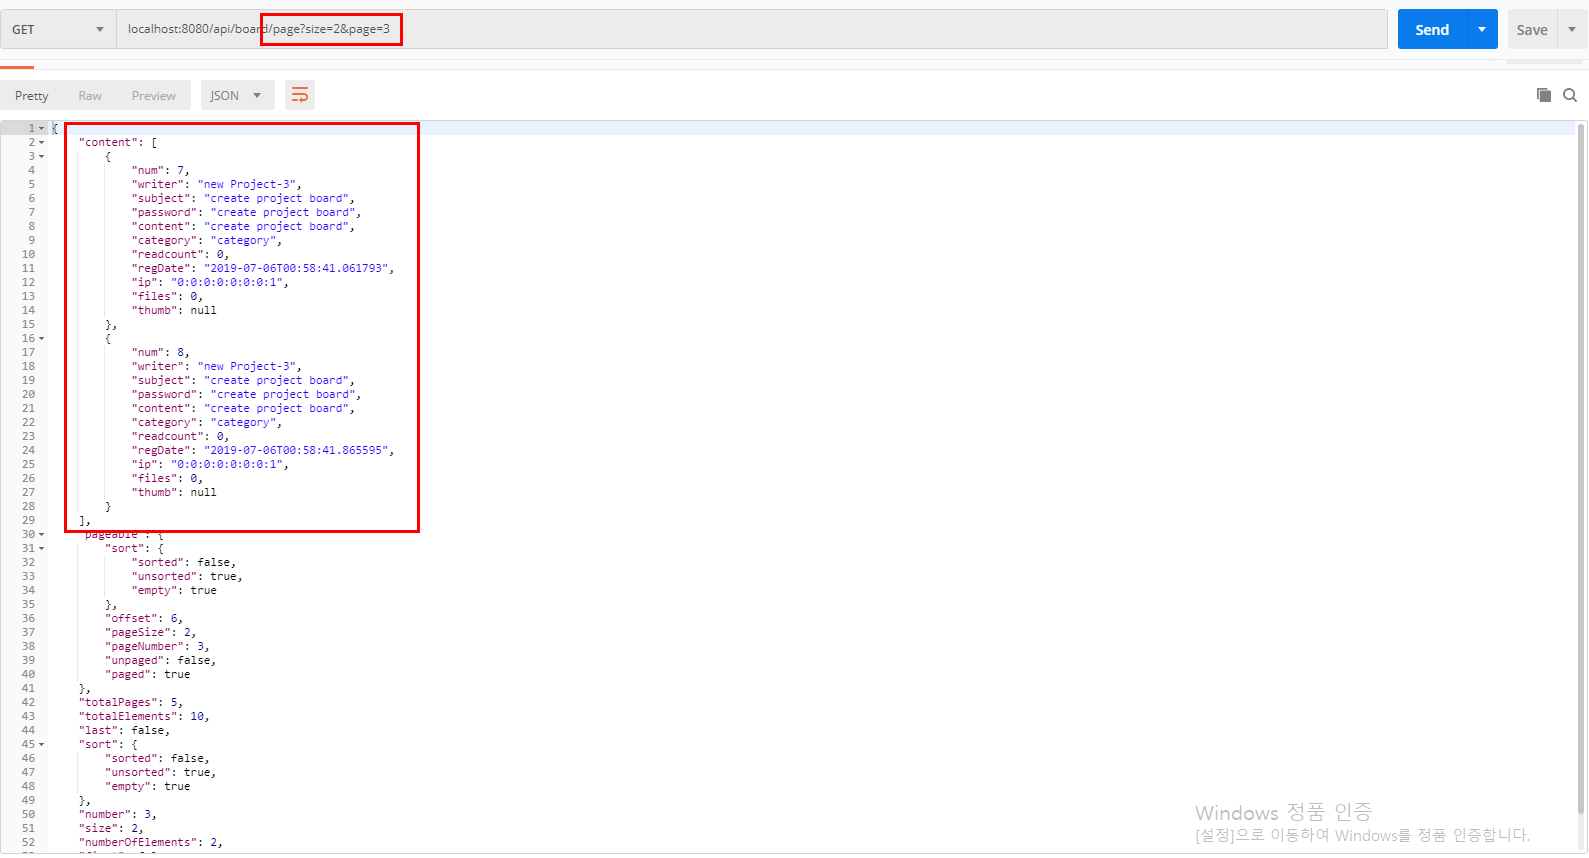 GET localhost:8080/api/board/page?size=2&page=3 Send Save
Pretty Raw Preview JSON
1 {
2 "content": [
3 {
4 "num": 7,
5 "writer": "new Project-3",
6 "subject": "create project board",
7 "password": "create project board",
8 "content": "create project board",
9 "category": "category",
10 "readcount": 0,
11 "regDate": "2019-07-06T00:58:41.061793",
12 "ip": "0:0:0:0:0:0:0:1",
13 "files": 0,
14 "thumb": null
15 },
16 {
17 "num": 8,
18 "writer": "new Project-3",
19 "subject": "create project board",
20 "password": "create project board",
21 "content": "create project board",
22 "category": "category",
23 "readcount": 0,
24 "regDate": "2019-07-06T00:58:41.865595",
25 "ip": "0:0:0:0:0:0:0:1",
26 "files": 0,
27 "thumb": null
28 }
29 ],
30 "pageable": {
31 "sort": {
32 "sorted": false,
33 "unsorted": true,
34 "empty": true
35 },
36 "offset": 6,
37 "pageSize": 2,
38 "pageNumber": 3,
39 "unpaged": false,
40 "paged": true
41 },
42 "totalPages": 5,
43 "totalElements": 10,
44 "last": false,
45 "sort": {
46 "sorted": false,
47 "unsorted": true,
48 "empty": true
49 },
50 "number": 3,
51 "size": 2,
52 "numberOfElements": 2,
Windows 정품 인증
[설정]으로 이동하여 Windows를 정품 인증합니다.